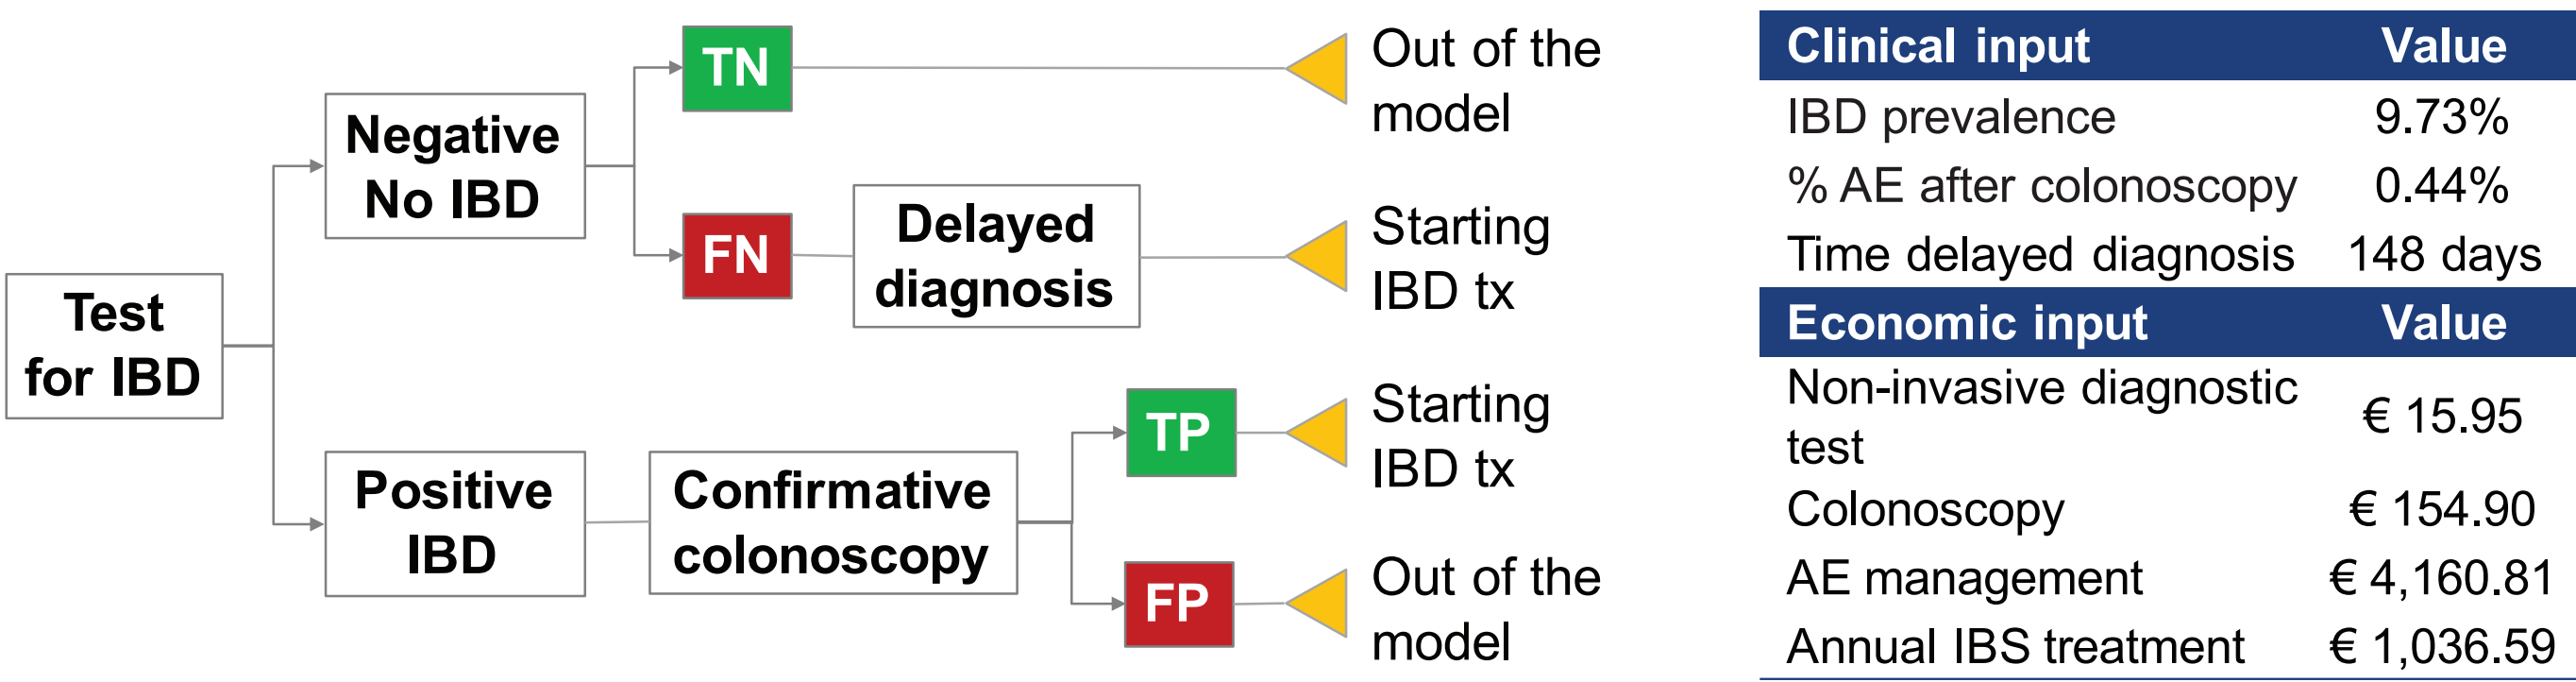 Test
for IBD
Negative
No IBD
TN
Out of the
model
FN
Delayed
diagnosis
Starting
IBD tx
Positive
IBD
Confirmative
colonoscopy
TP
Starting
IBD tx
FP
Out of the
model
Clinical input Value
IBD prevalence 9.73%
% AE after colonoscopy 0.44%
Time delayed diagnosis 148 days
Economic input Value
Non-invasive diagnostic
test € 15.95
Colonoscopy € 154.90
AE management € 4,160.81
Annual IBS treatment € 1,036.59